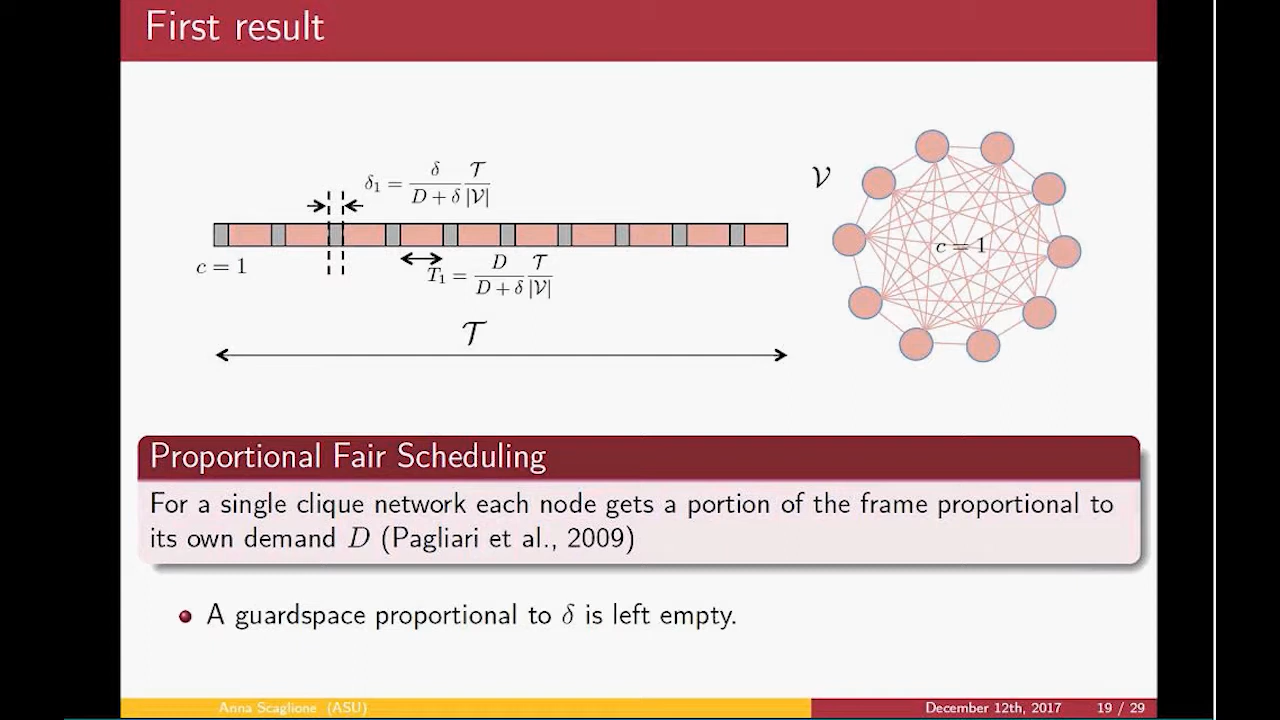 First result
δ₁ = δ/(D + δ) 𝒯/|𝒱|
𝒱
c = 1
c = 1
T₁ = D/(D + δ) 𝒯/|𝒱|
𝒯
Proportional Fair Scheduling
For a single clique network each node gets a portion of the frame proportional to
its own demand D (Pagliari et al., 2009)
A guardspace proportional to δ is left empty.
Anna Scaglione (ASU)
December 12th, 2017
19 / 29